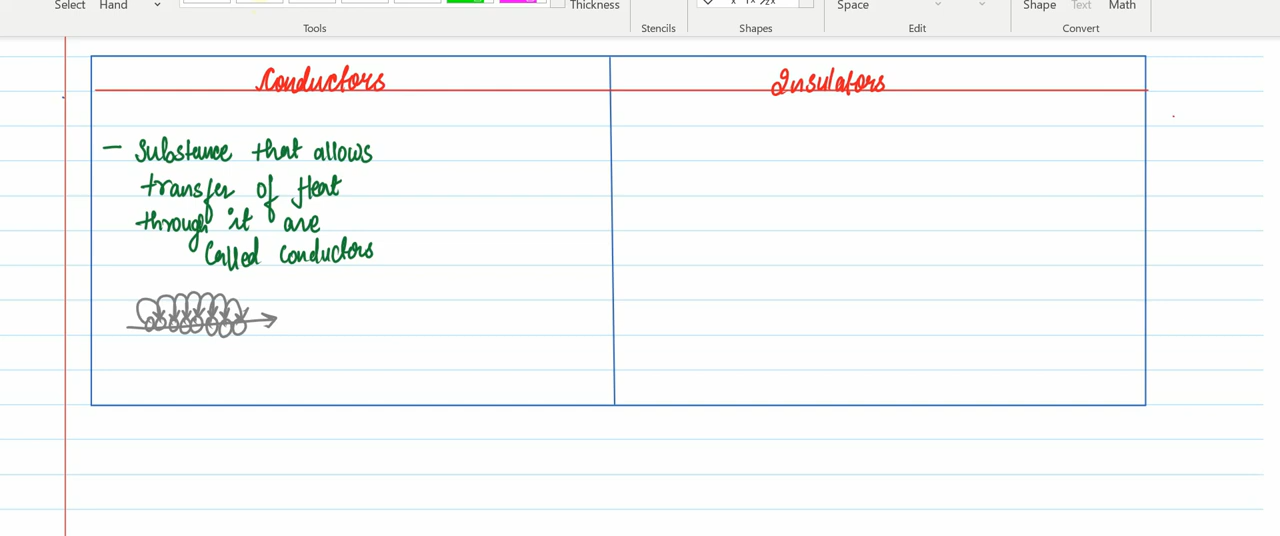 Select Hand Thickness Space Shape Text Math
Tools Stencils Shapes Edit Convert
Conductors Insulators
- Substance that allows
transfer of Heat
through it are
Called conductors